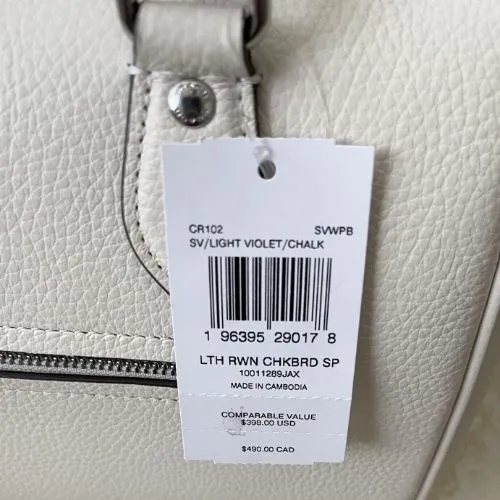 CR102 SVWPB
SV/LIGHT VIOLET/CHALK
1 96395 29017 8
LTH RWN CHKBRD SP
10011289JAX
MADE IN CAMBODIA
COMPARABLE VALUE
$398.00 USD
$490.00 CAD